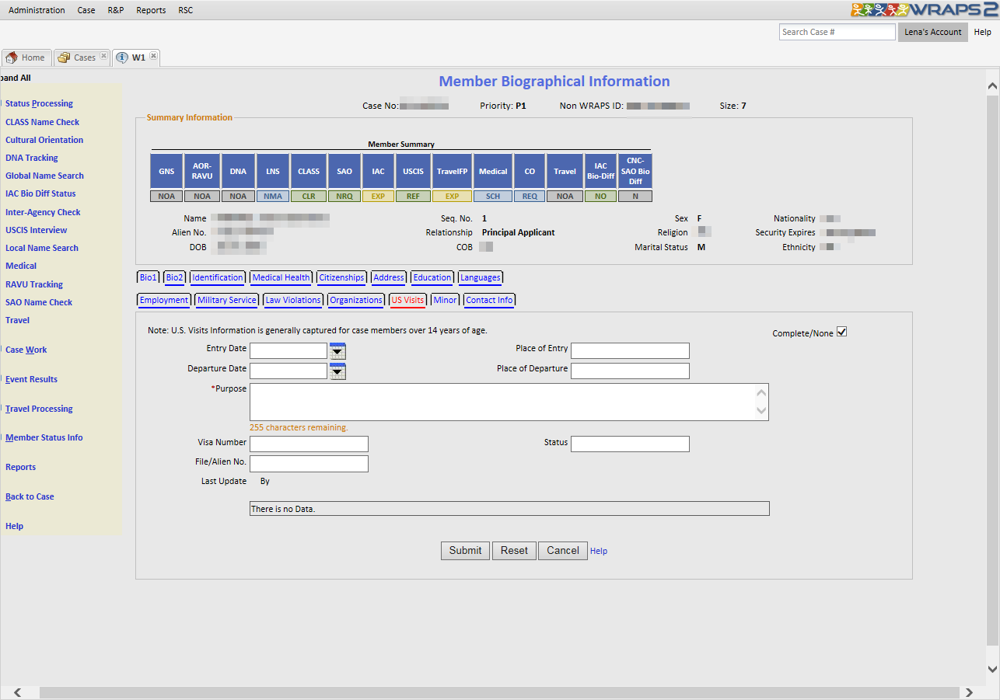 Administration Case R&P Reports RSC
WRAPS2
Search Case # Lena's Account Help
Home Cases W1
pand All
Status Processing
CLASS Name Check
Cultural Orientation
DNA Tracking
Global Name Search
IAC Bio Diff Status
Inter-Agency Check
USCIS Interview
Local Name Search
Medical
RAVU Tracking
SAO Name Check
Travel
Case Work
Event Results
Travel Processing
Member Status Info
Reports
Back to Case
Help
Member Biographical Information
Case No: Priority: P1 Non WRAPS ID: Size: 7
Summary Information
Member Summary
GNS AOR-RAVU DNA LNS CLASS SAO IAC USCIS TravelFP Medical CO Travel IAC Bio-Diff CNC-SAO Bio Diff
NOA NOA NOA NMA CLR NRQ EXP REF EXP SCH REQ NOA NO N
Name Seq. No. 1 Sex F Nationality
Alien No. Relationship Principal Applicant Religion Security Expires
DOB COB Marital Status M Ethnicity
Bio1 Bio2 Identification Medical Health Citizenships Address Education Languages
Employment Military Service Law Violations Organizations US Visits Minor Contact Info
Note: U.S. Visits Information is generally captured for case members over 14 years of age. Complete/None
Entry Date Place of Entry
Departure Date Place of Departure
*Purpose
255 characters remaining.
Visa Number Status
File/Alien No.
Last Update By
There is no Data.
Submit Reset Cancel Help